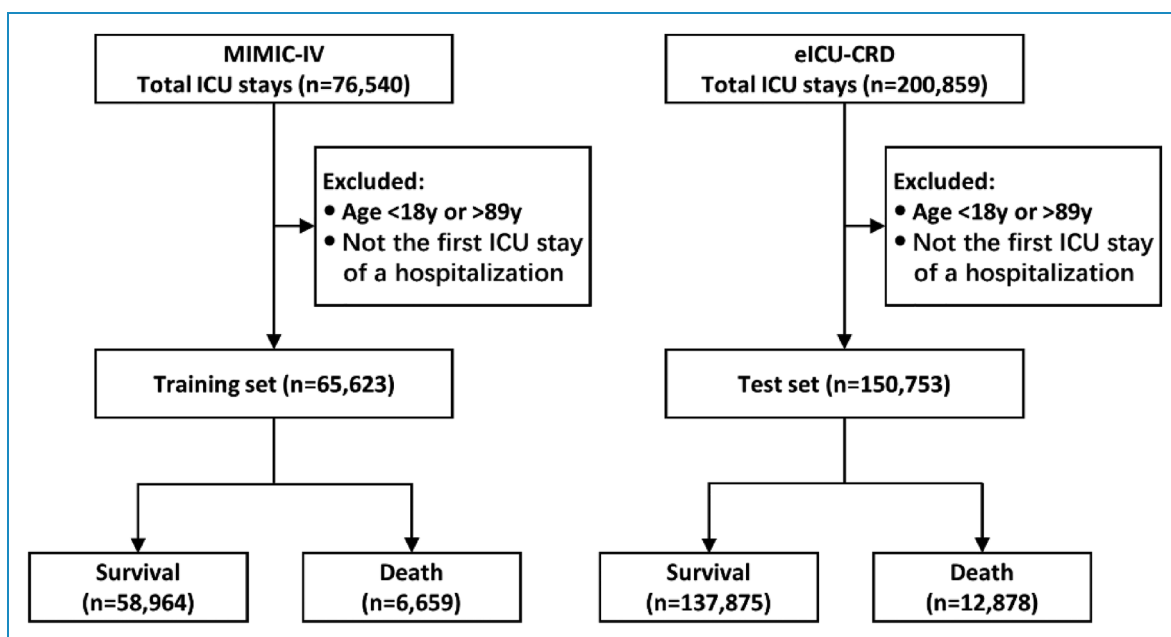 MIMIC-IV
Total ICU stays (n=76,540)
Excluded:
• Age <18y or >89y
• Not the first ICU stay
of a hospitalization
Training set (n=65,623)
Survival
(n=58,964)
Death
(n=6,659)
eICU-CRD
Total ICU stays (n=200,859)
Excluded:
• Age <18y or >89y
• Not the first ICU stay
of a hospitalization
Test set (n=150,753)
Survival
(n=137,875)
Death
(n=12,878)